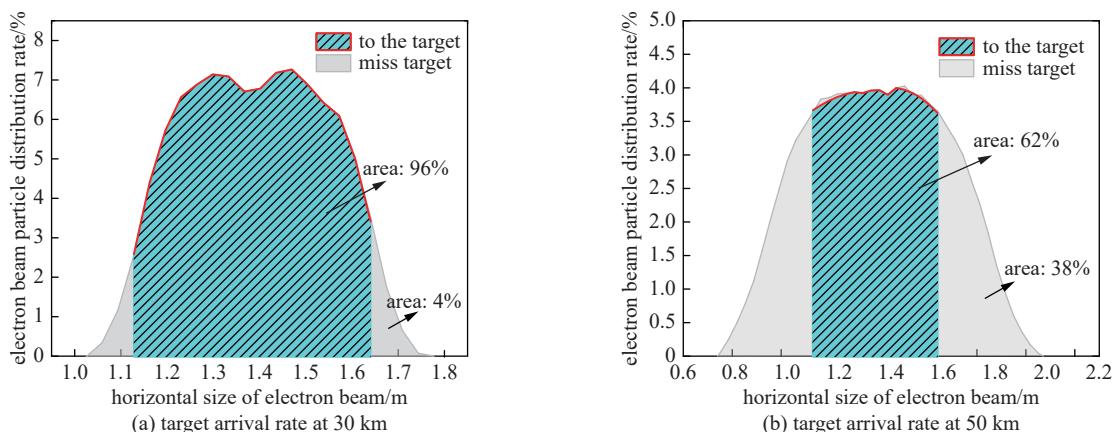 electron beam particle distribution rate/%
8
7
6
5
4
3
2
1
0
to the target
miss target
area: 96%
area: 4%
1.0 1.1 1.2 1.3 1.4 1.5 1.6 1.7 1.8
horizontal size of electron beam/m
(a) target arrival rate at 30 km
electron beam particle distribution rate/%
5.0
4.5
4.0
3.5
3.0
2.5
2.0
1.5
1.0
0.5
0
to the target
miss target
area: 62%
area: 38%
0.6 0.8 1.0 1.2 1.4 1.6 1.8 2.0 2.2
horizontal size of electron beam/m
(b) target arrival rate at 50 km